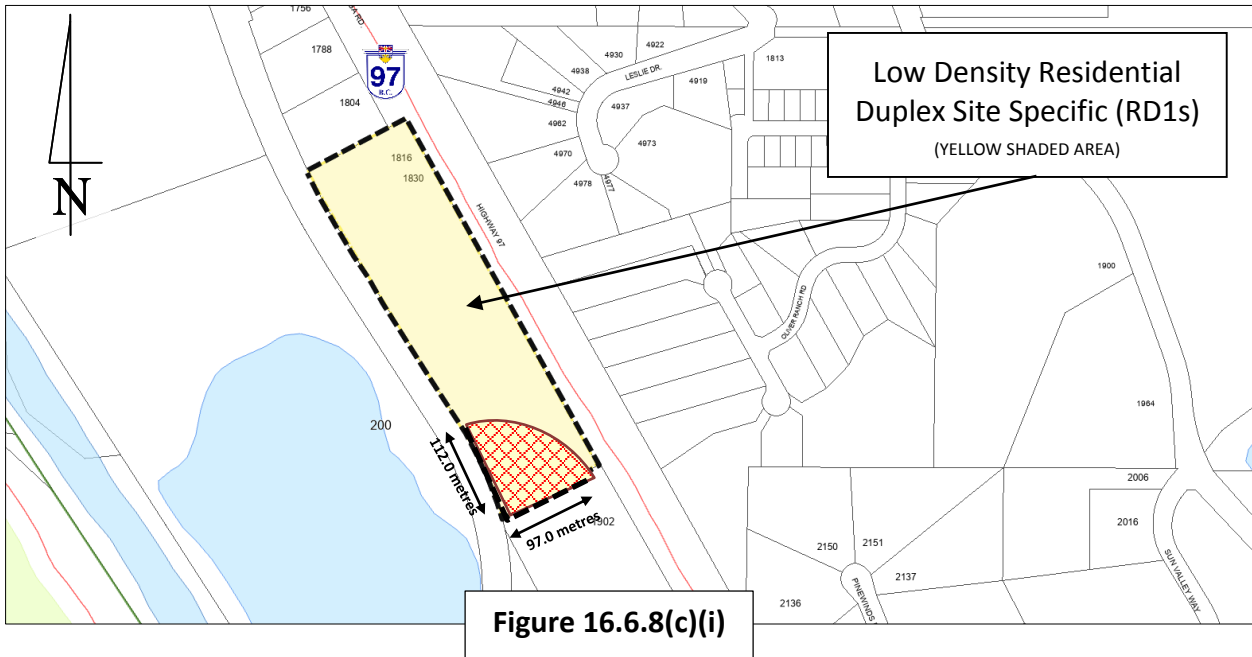 1756
BA RD.
1788
97
B.C.
1804
4930
4922
4938
LESLIE DR.
4942
4946
4937
4919
4962
4970
4973
4978
4977
1813
Low Density Residential
Duplex Site Specific (RD1s)
(YELLOW SHADED AREA)
N
1816
1830
HIGHWAY 97
OLIVER RANCH RD
1900
1964
200
112.0 metres
97.0 metres
1902
2006
2016
2150
2151
2137
2136
PINEWINDS
SUN VALLEY WAY
Figure 16.6.8(c)(i)